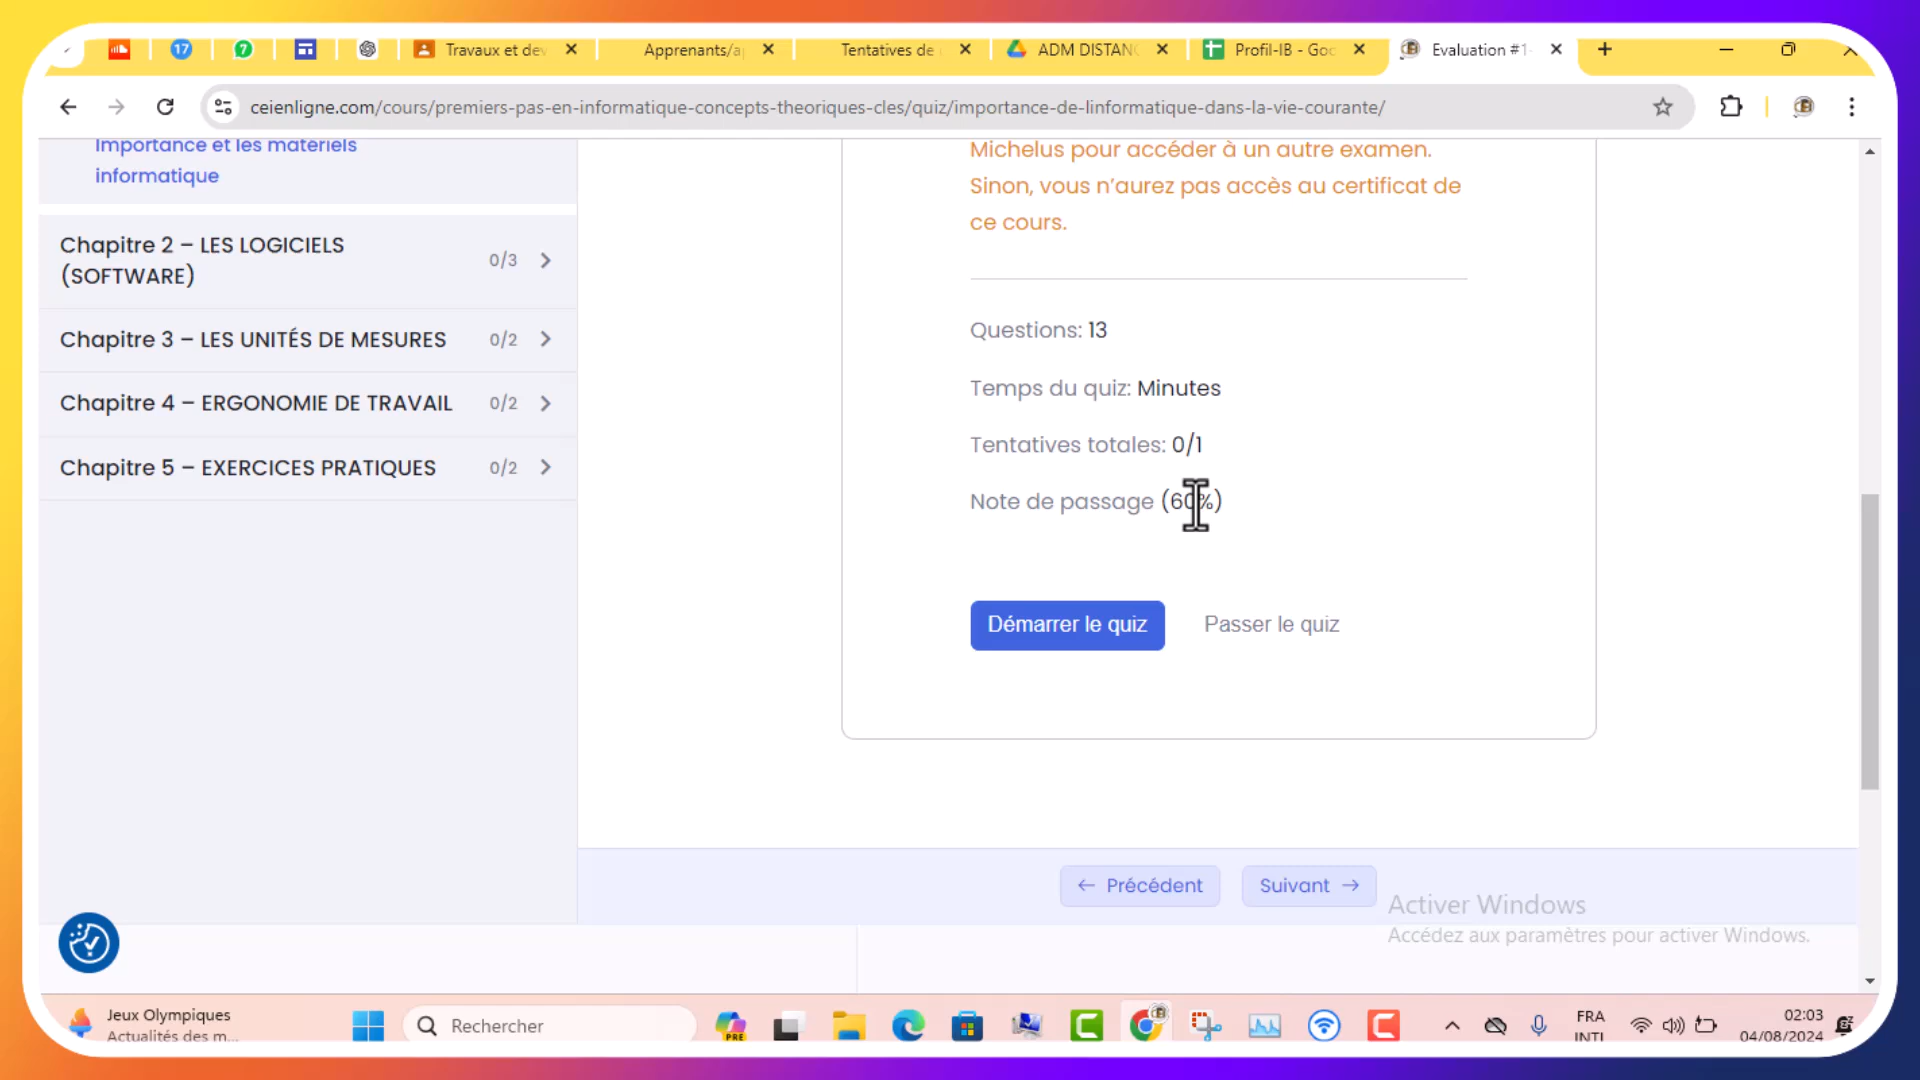 17
7
Travaux et dev
Apprenants/a
Tentatives de
ADM DISTAN
Profil-IB - Goo
Evaluation #1
ceienligne.com/cours/premiers-pas-en-informatique-concepts-theoriques-cles/quiz/importance-de-linformatique-dans-la-vie-courante/
Importance et les matériels
informatique
Chapitre 2 – LES LOGICIELS
(SOFTWARE)
0/3
Chapitre 3 – LES UNITÉS DE MESURES
0/2
Chapitre 4 – ERGONOMIE DE TRAVAIL
0/2
Chapitre 5 – EXERCICES PRATIQUES
0/2
Michelus pour accéder à un autre examen.
Sinon, vous n’aurez pas accès au certificat de
ce cours.
Questions: 13
Temps du quiz: Minutes
Tentatives totales: 0/1
Note de passage (60%)
Démarrer le quiz
Passer le quiz
← Précédent
Suivant →
Activer Windows
Accédez aux paramètres pour activer Windows.
Jeux Olympiques
Actualités des m...
Rechercher
PRE
FRA
INTL
02:03
04/08/2024